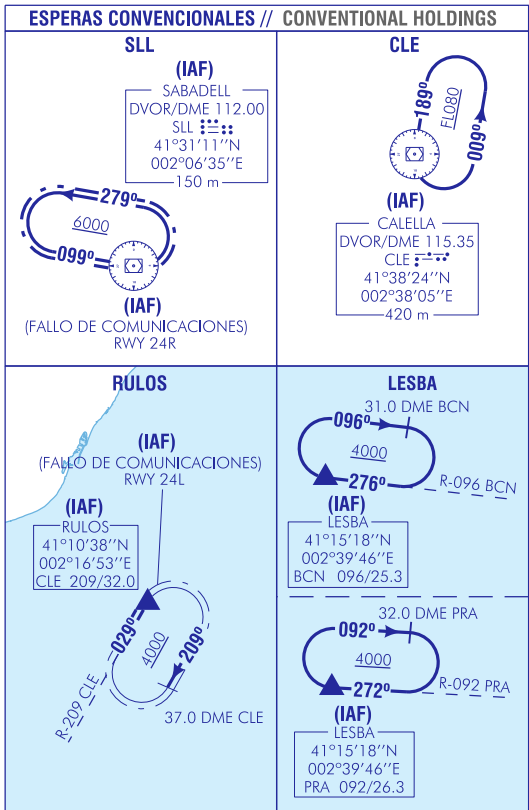 ESPERAS CONVENCIONALES // CONVENTIONAL HOLDINGS
SLL
(IAF)
SABADELL
DVOR/DME 112.00
SLL
41°31'11''N
002°06'35''E
150 m
279º
6000
099º
(IAF)
(FALLO DE COMUNICACIONES)
RWY 24R
CLE
189º
FL080
009º
(IAF)
CALELLA
DVOR/DME 115.35
CLE
41°38'24''N
002°38'05''E
420 m
RULOS
(IAF)
(FALLO DE COMUNICACIONES)
RWY 24L
(IAF)
RULOS
41°10'38''N
002°16'53''E
CLE 209/32.0
029º
4000
209º
R-209 CLE
37.0 DME CLE
LESBA
31.0 DME BCN
096º
4000
276º
R-096 BCN
(IAF)
LESBA
41°15'18''N
002°39'46''E
BCN 096/25.3
32.0 DME PRA
092º
4000
272º
R-092 PRA
(IAF)
LESBA
41°15'18''N
002°39'46''E
PRA 092/26.3